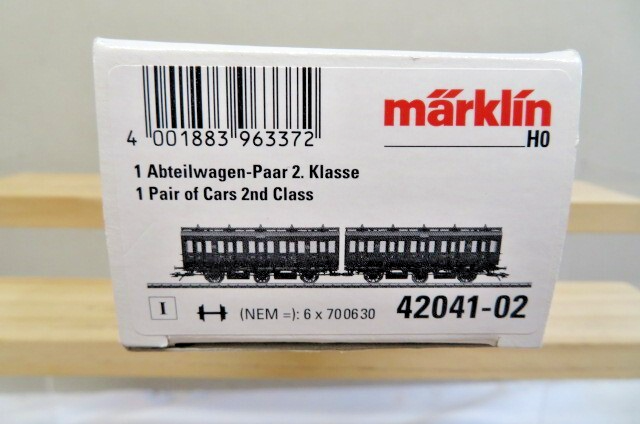 märklin
H0
4 001883 963372
1 Abteilwagen-Paar 2. Klasse
1 Pair of Cars 2nd Class
I (NEM =): 6 x 700630 42041-02